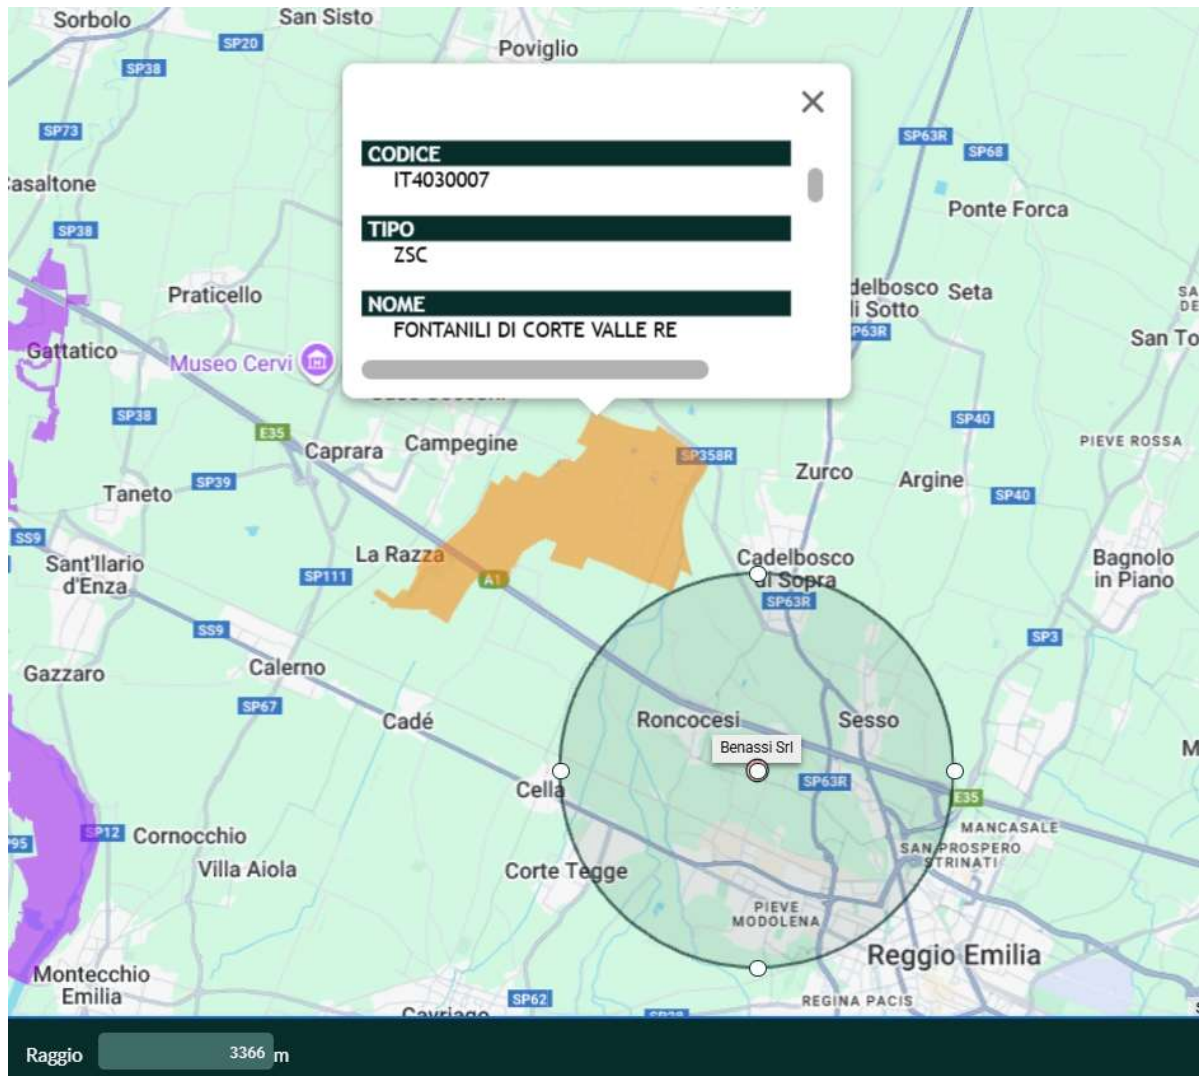 Sorbolo
San Sisto
SP20
Poviglio
SP38
SP73
SP63R
SP68
asaltone
CODICE
IT4030007
Ponte Forca
SP38
TIPO
ZSC
Praticello
delbosco
li Sotto
Seta
SA
DE
NOME
FONTANILI DI CORTE VALLE RE
P63R
San To
Gattatico
Museo Cervi
SP38
E35
Caprara
Campegine
SP40
PIEVE ROSSA
SP358R
Zurco
Argine
SP39
Taneto
SP40
SS9
Sant'Ilario
d'Enza
La Razza
SP111
A1
Cadelbosco
di Sopra
SP63R
Bagnolo
in Piano
SS9
SP3
Gazzaro
Calerno
SP67
Cadé
Roncocesi
Sesso
Benassi Srl
M
SP63R
Cella
E35
SP12
Cornocchio
95
MANCASALE
SAN PROSPERO
STRINATI
Villa Aiola
Corte Tegge
PIEVE
MODOLENA
Reggio Emilia
Montecchio
Emilia
SP62
REGINA PACIS
Cavriago
Raggio 3366 m